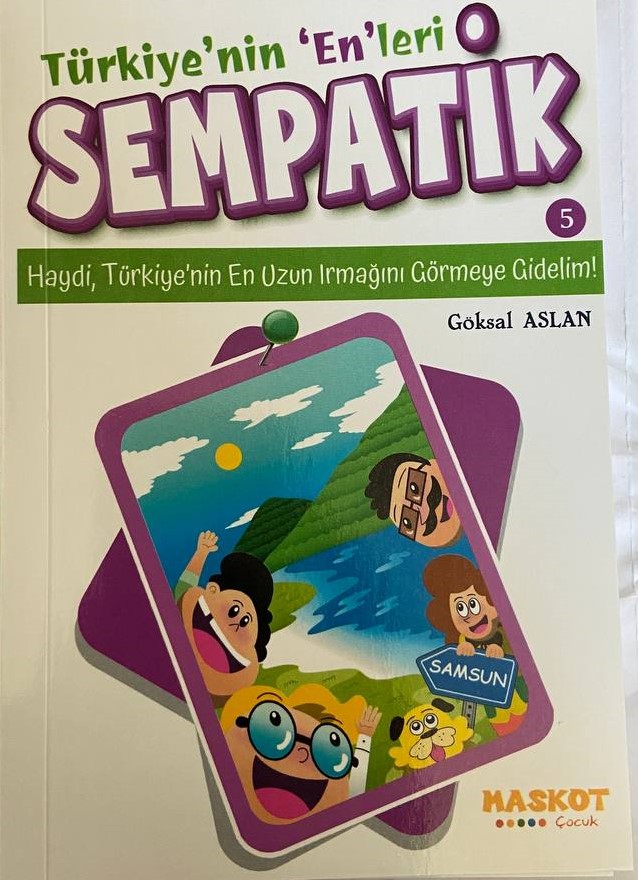 Türkiye'nin 'En'leri
SEMPATİK
5
Haydi, Türkiye'nin En Uzun Irmağını Görmeye Gidelim!
Göksal ASLAN
SAMSUN
MASKOT
Çocuk